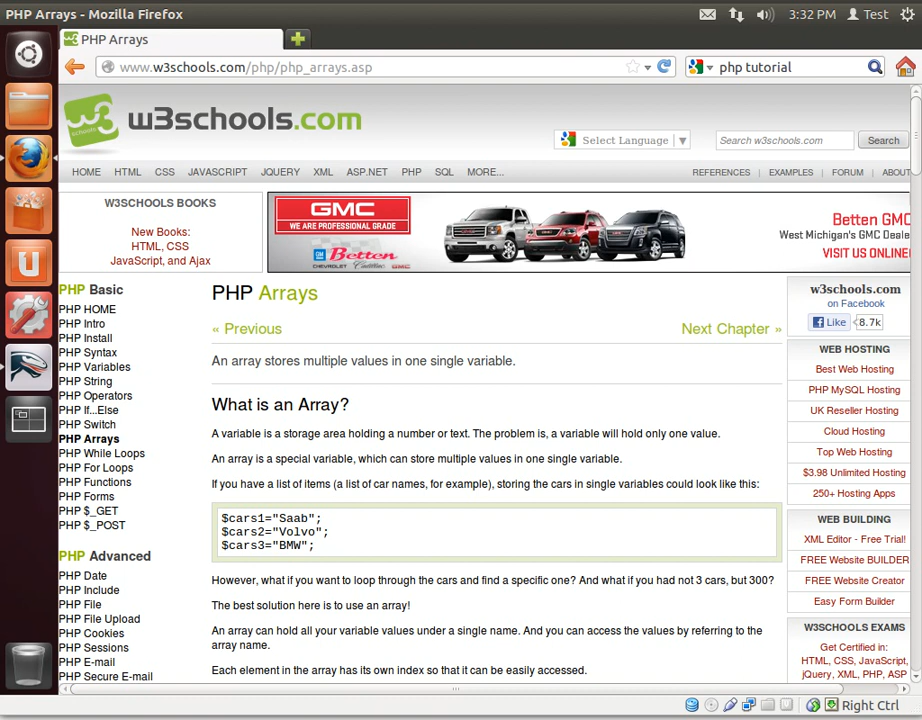 PHP Arrays - Mozilla Firefox
3:32 PM
Test
PHP Arrays
www.w3schools.com/php/php_arrays.asp
php tutorial
w3schools.com
Select Language
Search w3schools.com
Search
HOME HTML CSS JAVASCRIPT JQUERY XML ASP.NET PHP SQL MORE...
REFERENCES | EXAMPLES | FORUM | ABOUT
W3SCHOOLS BOOKS
New Books:
HTML, CSS
JavaScript, and Ajax
GMC
WE ARE PROFESSIONAL GRADE
Betten
CHEVROLET Cadillac GMC
Betten GMC
West Michigan's GMC Deale
VISIT US ONLINE
PHP Basic
PHP HOME
PHP Intro
PHP Install
PHP Syntax
PHP Variables
PHP String
PHP Operators
PHP If...Else
PHP Switch
PHP Arrays
PHP While Loops
PHP For Loops
PHP Functions
PHP Forms
PHP $_GET
PHP $_POST
PHP Advanced
PHP Date
PHP Include
PHP File
PHP File Upload
PHP Cookies
PHP Sessions
PHP E-mail
PHP Secure E-mail
PHP Arrays
« Previous
Next Chapter »
An array stores multiple values in one single variable.
What is an Array?
A variable is a storage area holding a number or text. The problem is, a variable will hold only one value.
An array is a special variable, which can store multiple values in one single variable.
If you have a list of items (a list of car names, for example), storing the cars in single variables could look like this:
$cars1="Saab";
$cars2="Volvo";
$cars3="BMW";
However, what if you want to loop through the cars and find a specific one? And what if you had not 3 cars, but 300?
The best solution here is to use an array!
An array can hold all your variable values under a single name. And you can access the values by referring to the
array name.
Each element in the array has its own index so that it can be easily accessed.
w3schools.com
on Facebook
Like 8.7k
WEB HOSTING
Best Web Hosting
PHP MySQL Hosting
UK Reseller Hosting
Cloud Hosting
Top Web Hosting
$3.98 Unlimited Hosting
250+ Hosting Apps
WEB BUILDING
XML Editor - Free Trial!
FREE Website BUILDER
FREE Website Creator
Easy Form Builder
W3SCHOOLS EXAMS
Get Certified in:
HTML, CSS, JavaScript,
jQuery, XML, PHP, ASP
Right Ctrl